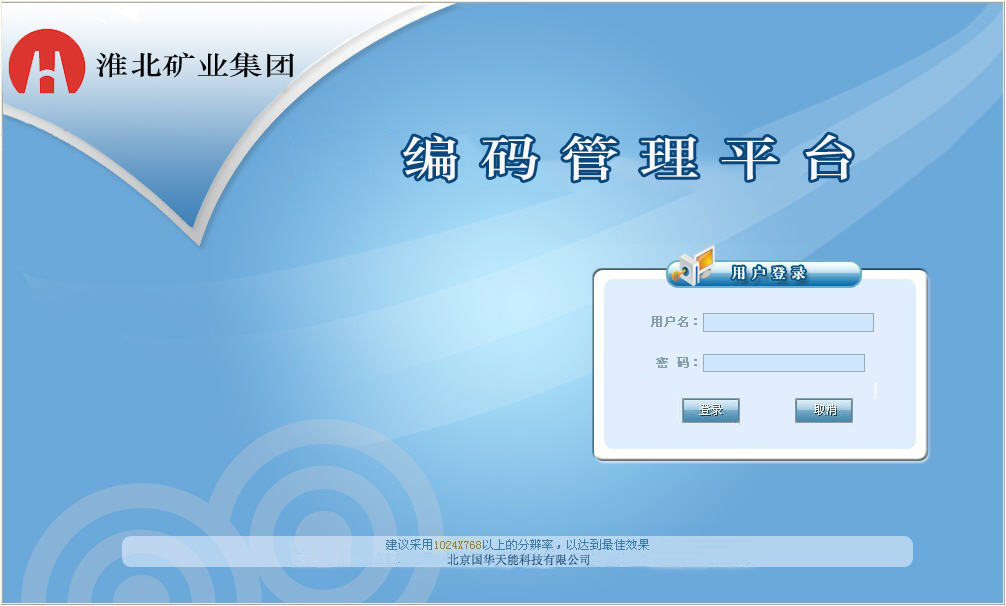 淮北矿业集团
编码管理平台
用户登录
用户名：
密 码：
登录 取消
建议采用1024X768以上的分辨率，以达到最佳效果
北京国华天能科技有限公司